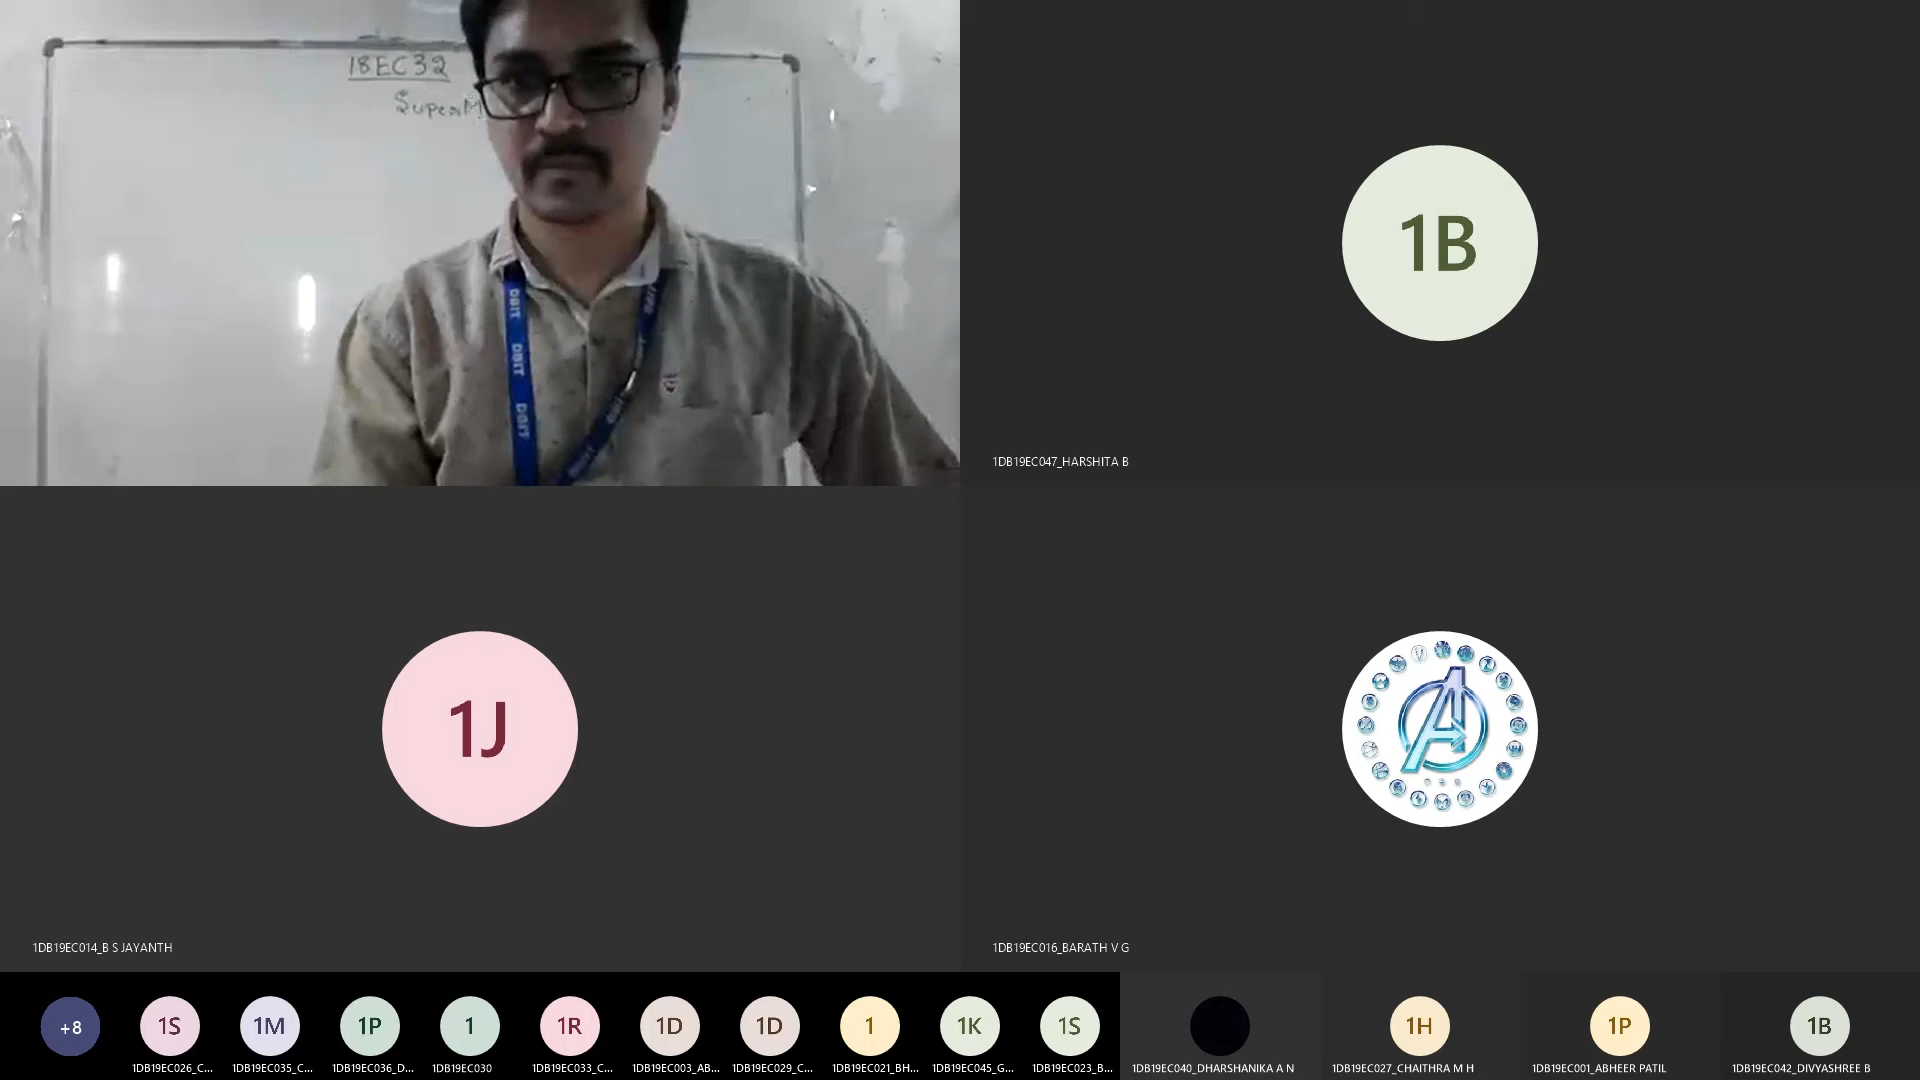 18EC32
DBIT
DBIT
DBIT
1B
1DB19EC047_HARSHITA B
1J
1DB19EC014_B S JAYANTH
A
1DB19EC016_BARATH V G
+8
1S
1M
1P
1
1R
1D
1D
1
1K
1S
1H
1P
1B
1DB19EC026_C...
1DB19EC035_C...
1DB19EC036_D...
1DB19EC030
1DB19EC033_C...
1DB19EC003_AB...
1DB19EC029_C...
1DB19EC021_BH...
1DB19EC045_G...
1DB19EC023_B...
1DB19EC040_DHARSHANIKA A N
1DB19EC027_CHAITHRA M H
1DB19EC001_ABHEER PATIL
1DB19EC042_DIVYASHREE B